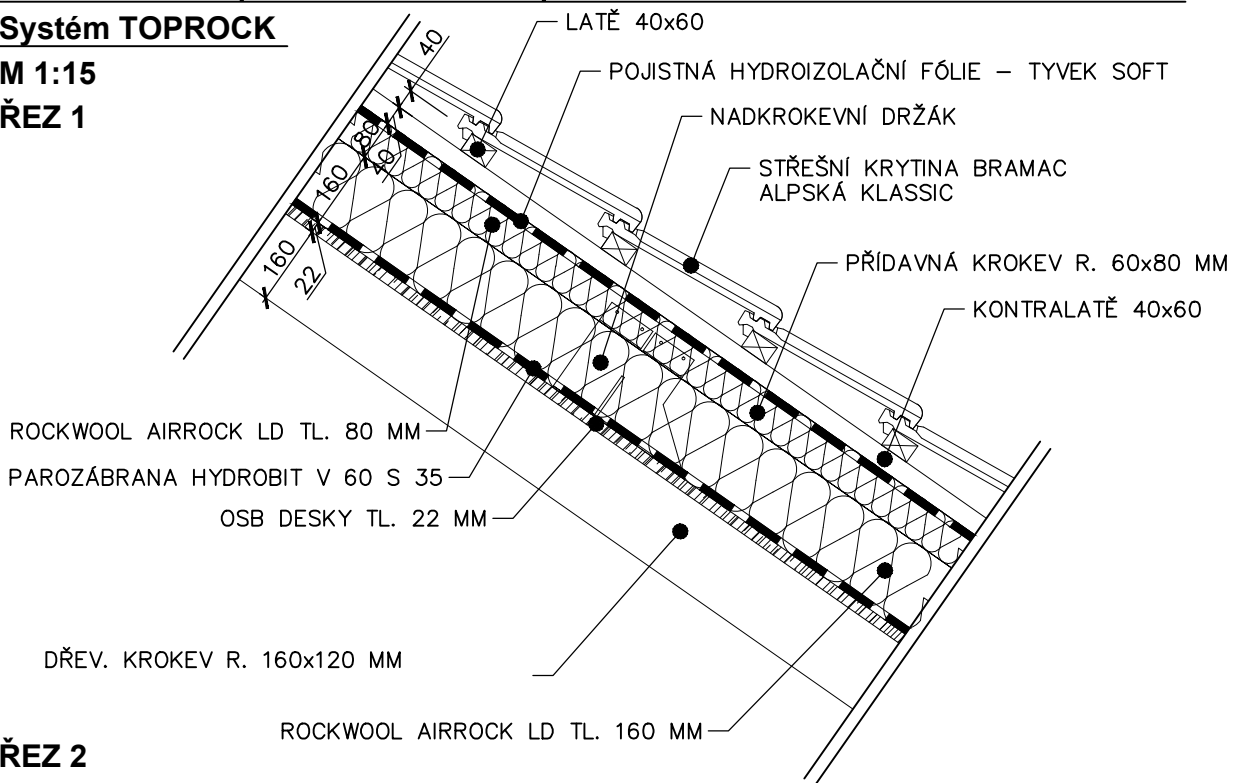 Systém TOPROCK
M 1:15
ŘEZ 1
LATĚ 40x60
POJISTNÁ HYDROIZOLAČNÍ FÓLIE – TYVEK SOFT
NADKROKEVNÍ DRŽÁK
STŘEŠNÍ KRYTINA BRAMAC
ALPSKÁ KLASSIC
PŘÍDAVNÁ KROKEV R. 60x80 MM
KONTRALATĚ 40x60
40
80
40
160
160
22
ROCKWOOL AIRROCK LD TL. 80 MM
PAROZÁBRANA HYDROBIT V 60 S 35
OSB DESKY TL. 22 MM
DŘEV. KROKEV R. 160x120 MM
ROCKWOOL AIRROCK LD TL. 160 MM
ŘEZ 2